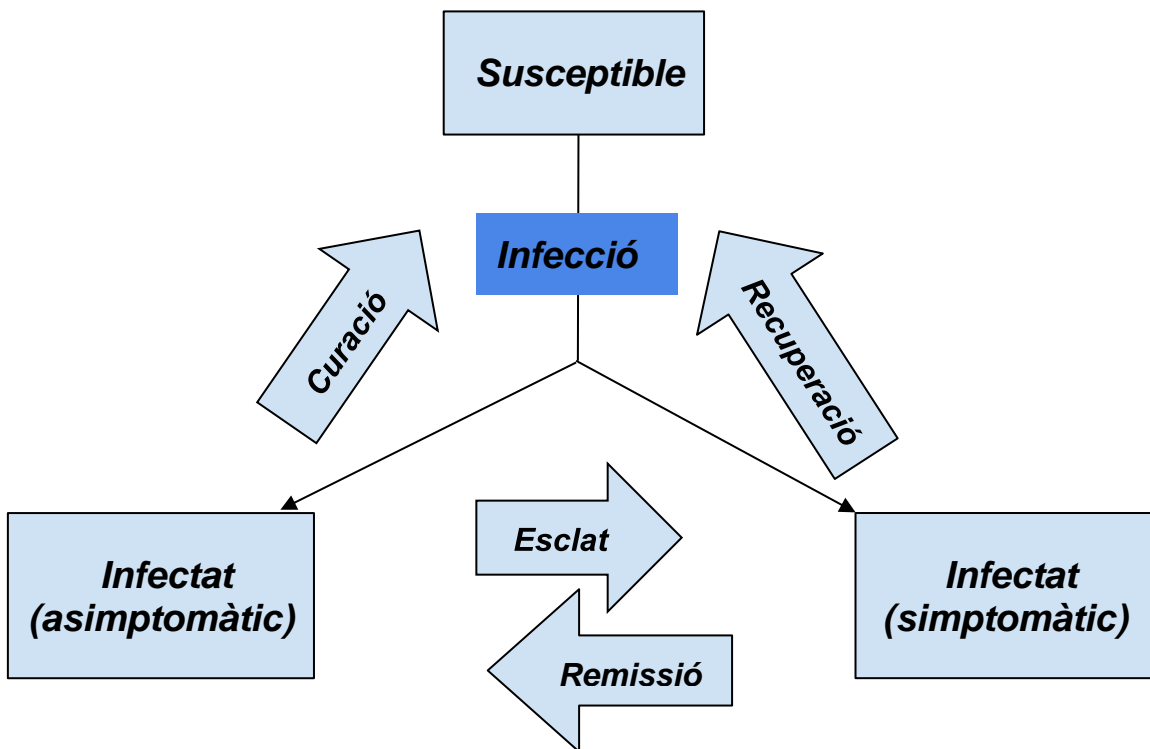 Susceptible
Infecció
Curació
Recuperació
Esclat
Infectat
(asimptomàtic)
Infectat
(simptomàtic)
Remissió